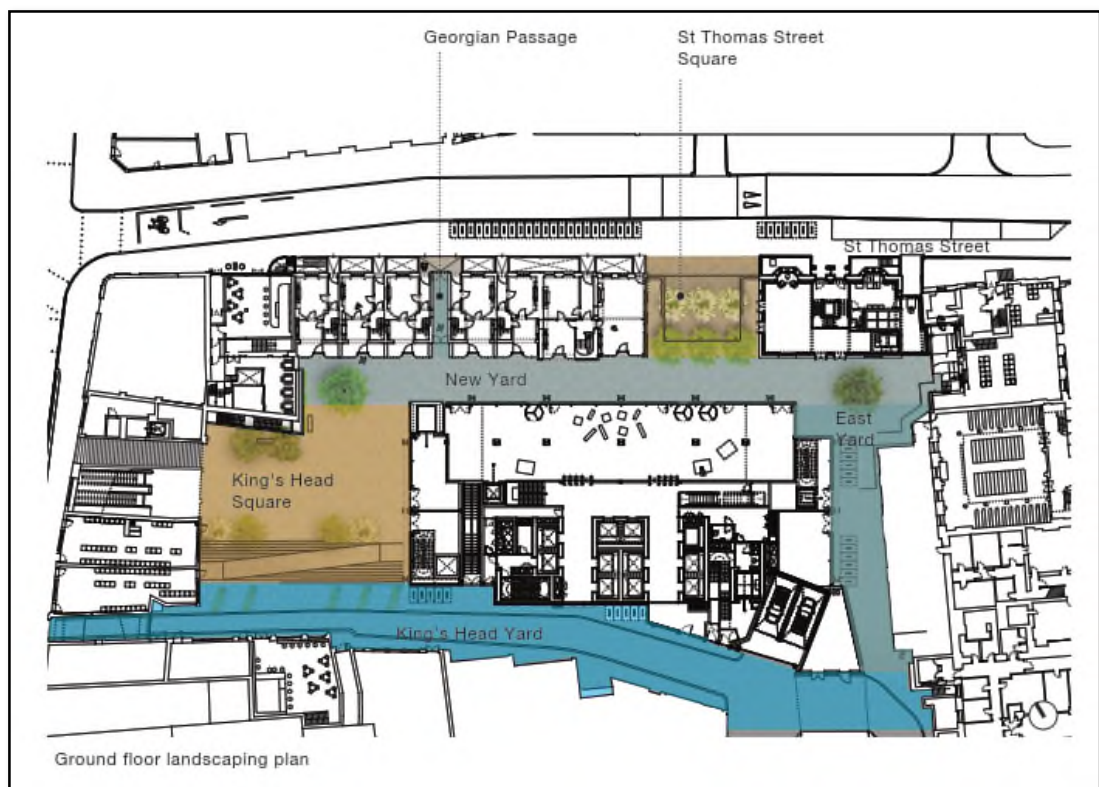 Georgian Passage
St Thomas Street
Square
St Thomas Street
New Yard
East
Yard
King's Head
Square
King's Head Yard
Ground floor landscaping plan